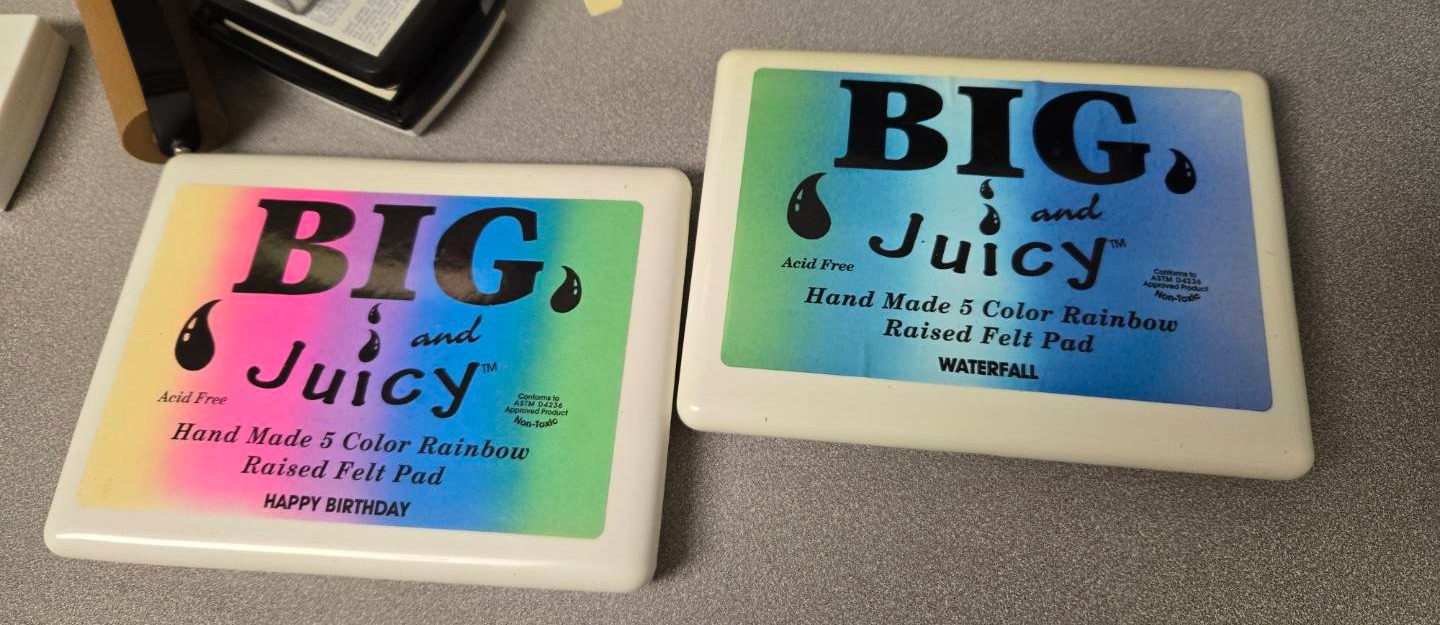 BIG
and
Juicy™
Acid Free
Conforms to
ASTM D4236
Approved Product
Non-Toxic
Hand Made 5 Color Rainbow
Raised Felt Pad
HAPPY BIRTHDAY
BIG
and
Juicy™
Acid Free
Conforms to
ASTM D4236
Approved Product
Non-Toxic
Hand Made 5 Color Rainbow
Raised Felt Pad
WATERFALL